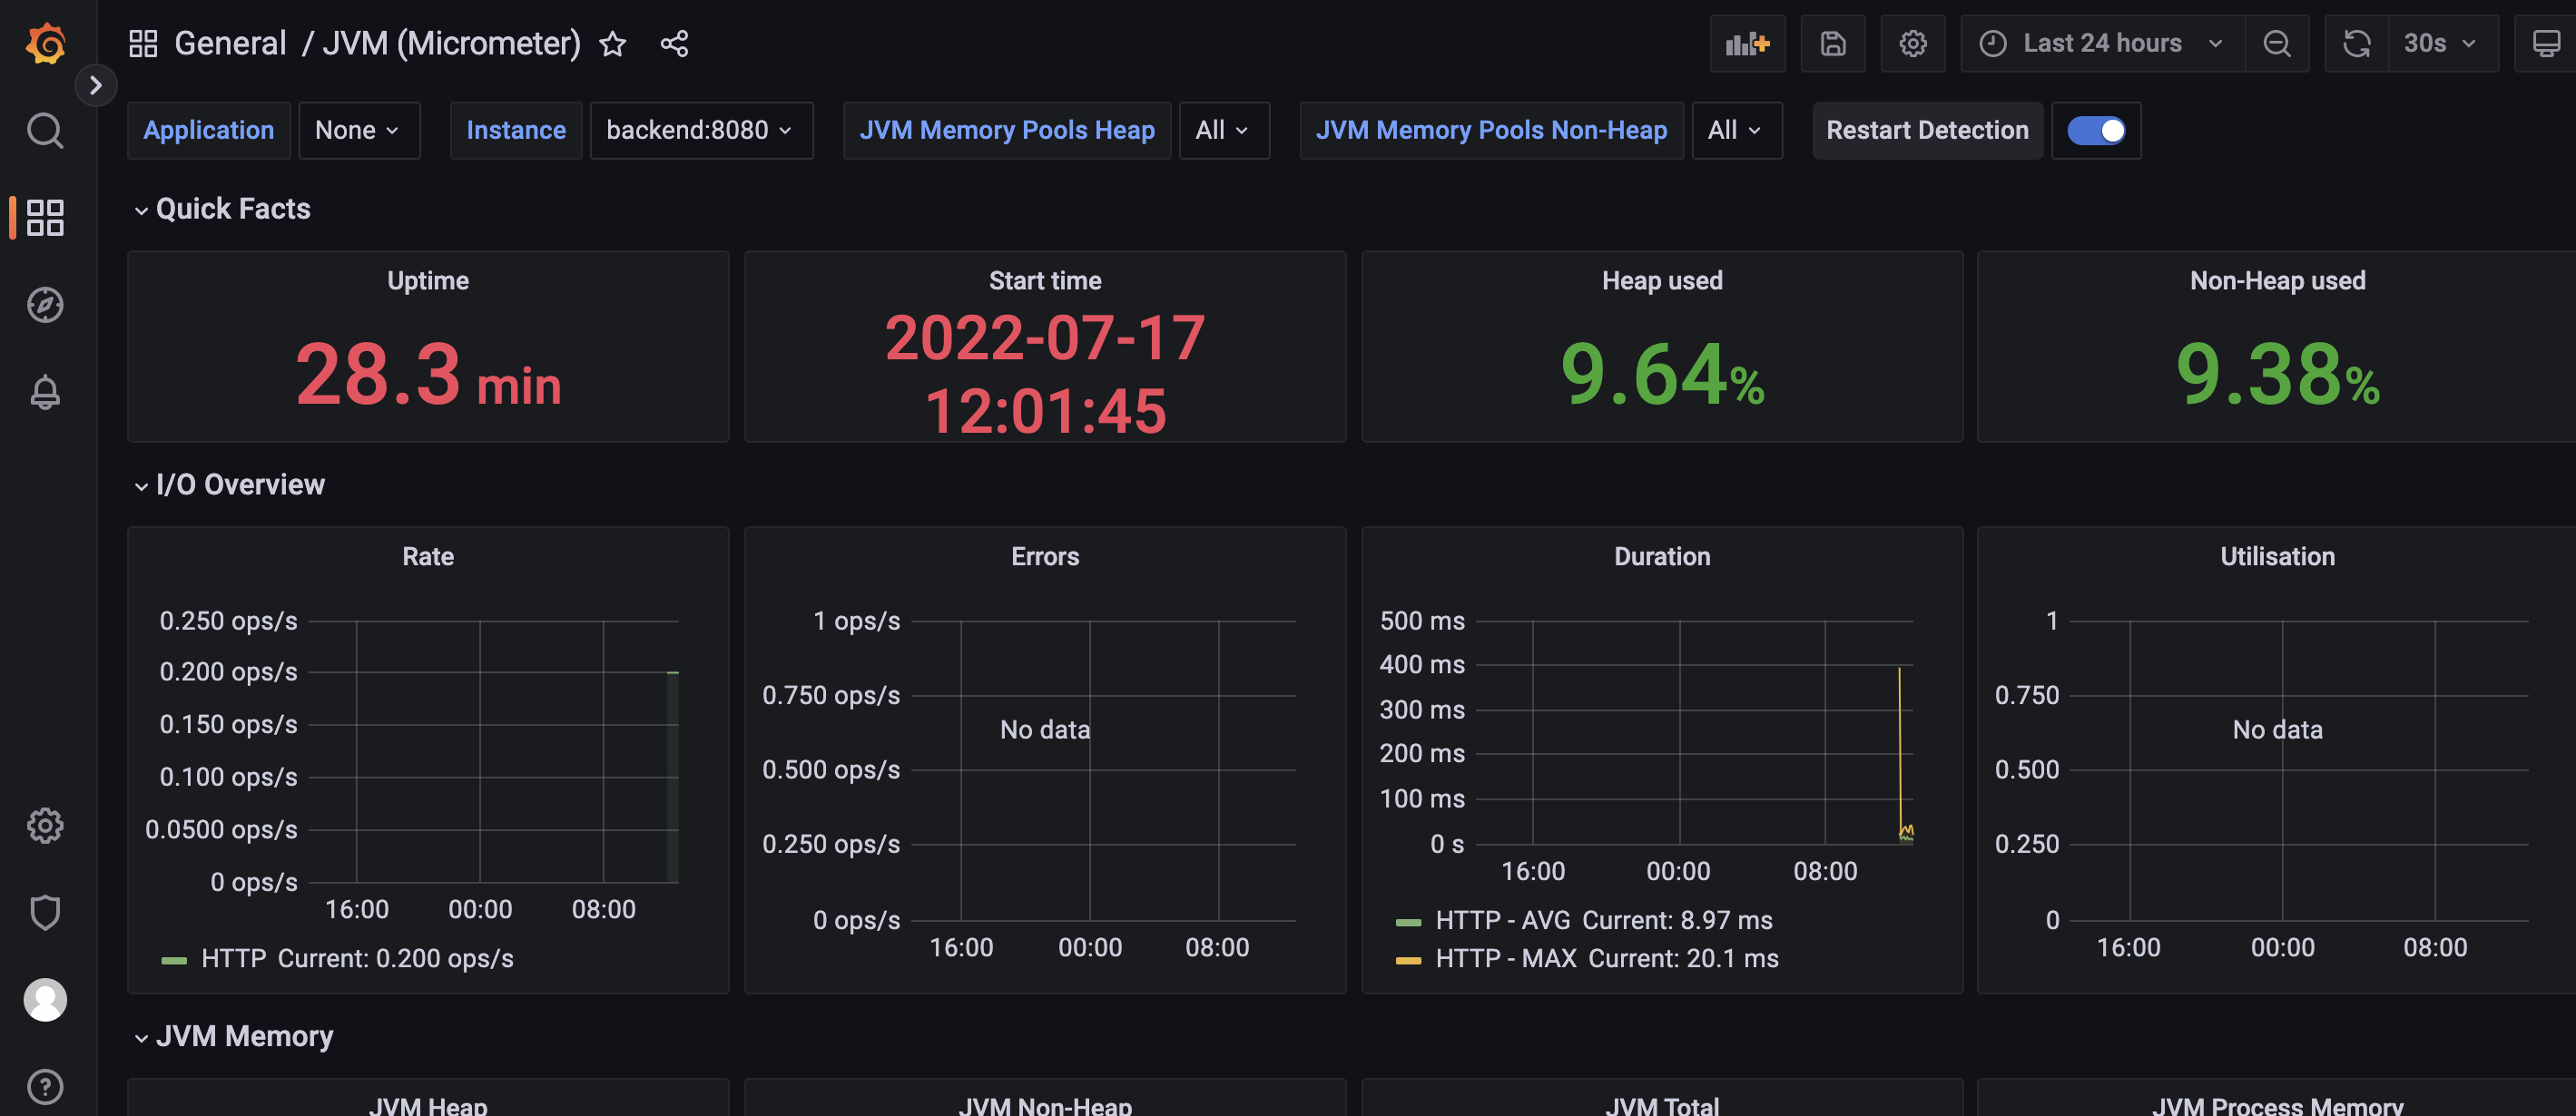 General / JVM (Micrometer)
Last 24 hours
30s
Application None
Instance backend:8080
JVM Memory Pools Heap All
JVM Memory Pools Non-Heap All
Restart Detection
Quick Facts
Uptime
28.3 min
Start time
2022-07-17
12:01:45
Heap used
9.64%
Non-Heap used
9.38%
I/O Overview
Rate
0.250 ops/s
0.200 ops/s
0.150 ops/s
0.100 ops/s
0.0500 ops/s
0 ops/s
16:00 00:00 08:00
HTTP Current: 0.200 ops/s
Errors
1 ops/s
0.750 ops/s
No data
0.500 ops/s
0.250 ops/s
0 ops/s
16:00 00:00 08:00
Duration
500 ms
400 ms
300 ms
200 ms
100 ms
0 s
16:00 00:00 08:00
HTTP - AVG Current: 8.97 ms
HTTP - MAX Current: 20.1 ms
Utilisation
1
0.750
No data
0.500
0.250
0
16:00 00:00 08:00
JVM Memory
JVM Heap
JVM Non-Heap
JVM Total
JVM Process Memory